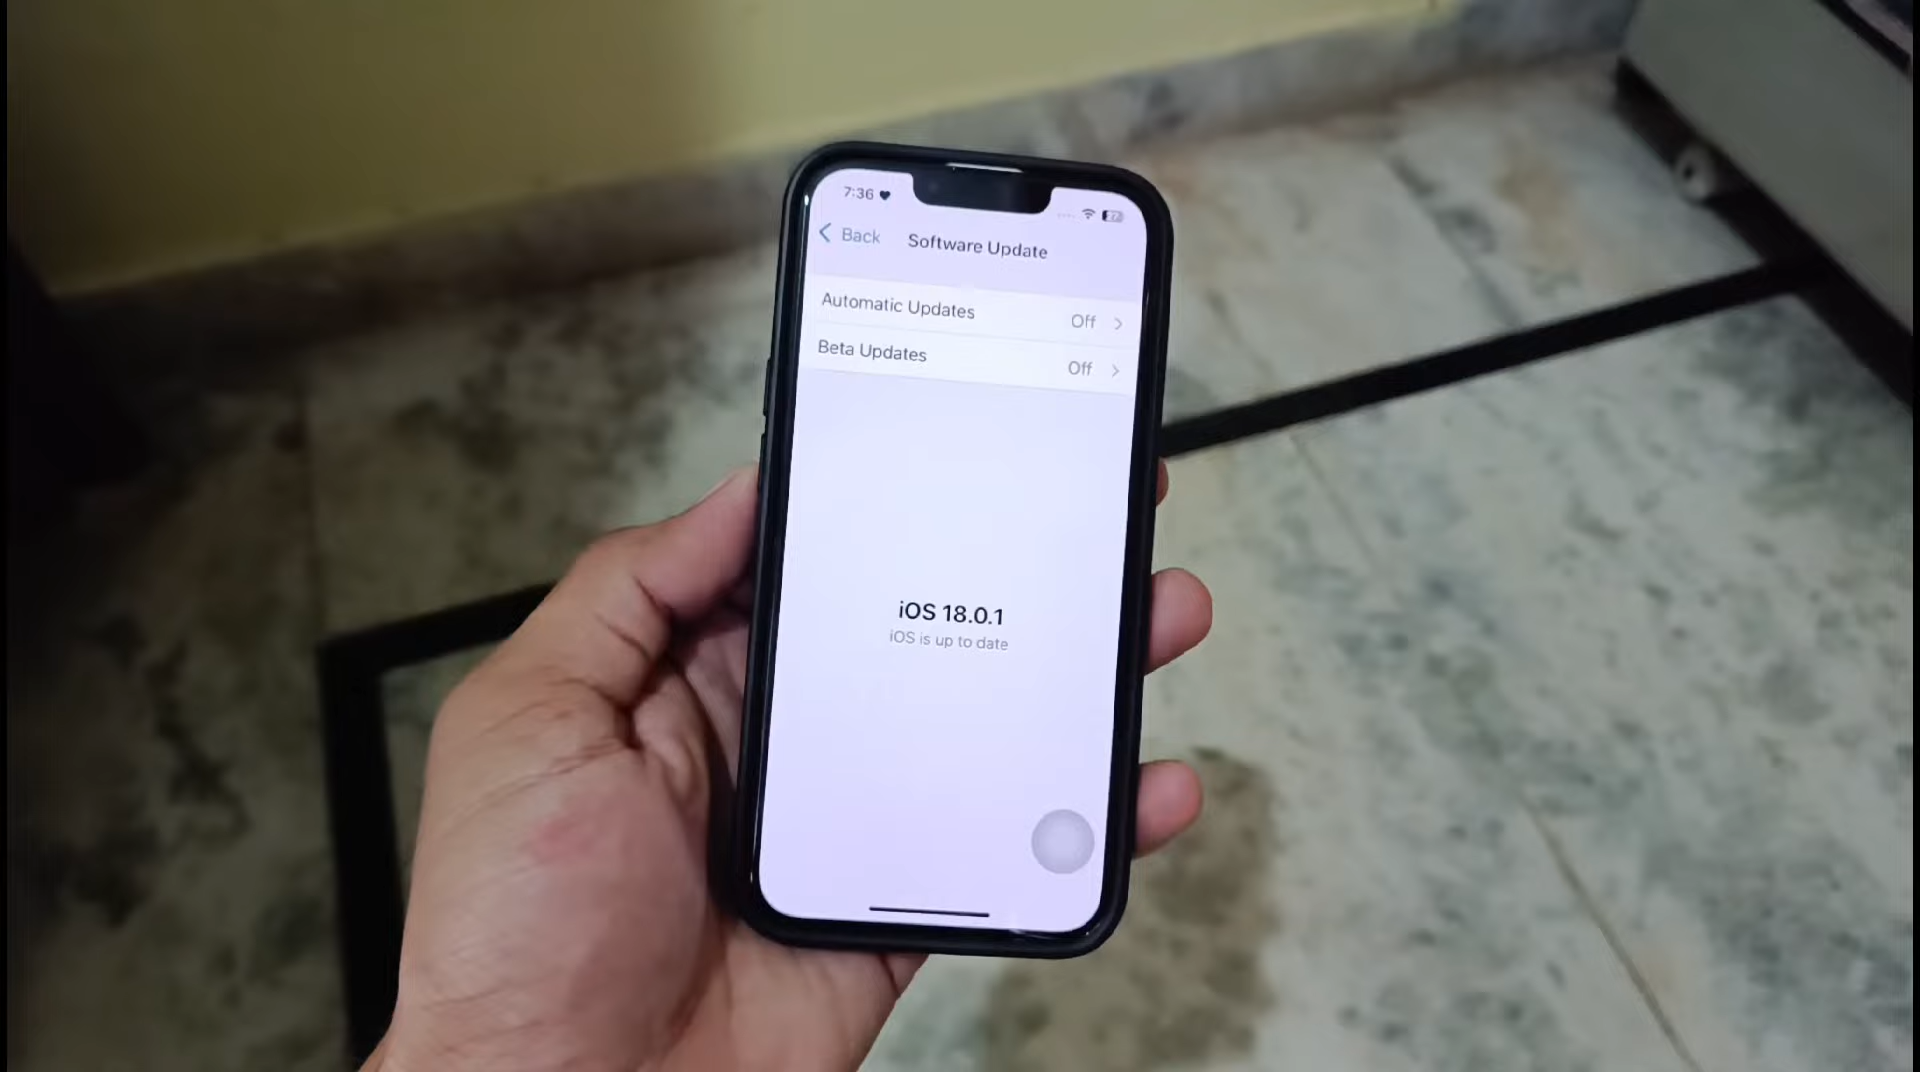 7:36
Back Software Update
Automatic Updates Off
Beta Updates Off
iOS 18.0.1
iOS is up to date